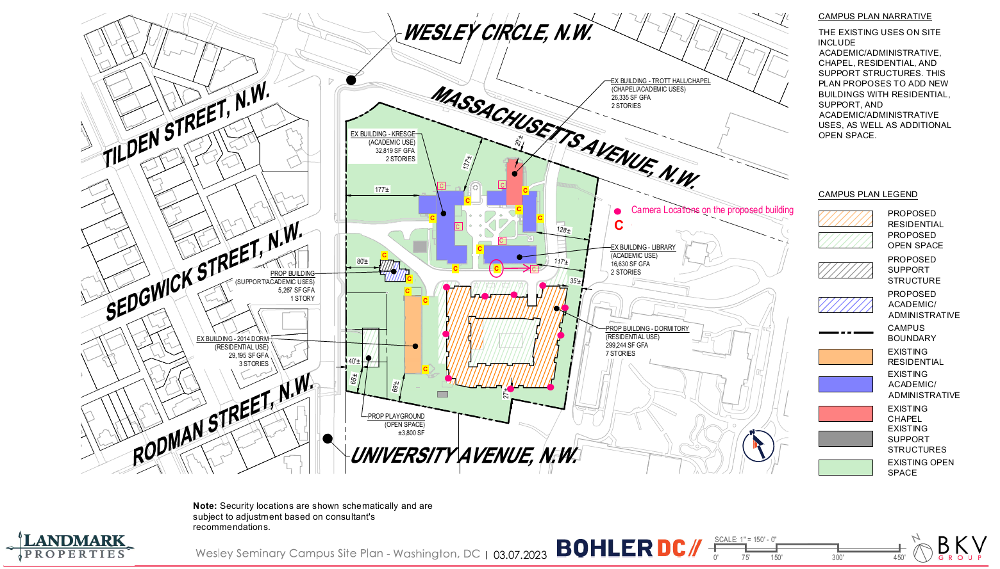 WESLEY CIRCLE, N.W.
MASSACHUSETTS AVENUE, N.W.
TILDEN STREET, N.W.
SEDGWICK STREET, N.W.
RODMAN STREET, N.W.
UNIVERSITY AVENUE, N.W.
EX BUILDING - TROTT HALL/CHAPEL
(CHAPEL/ACADEMIC USES)
26,335 SF GFA
2 STORIES
EX BUILDING - KRESGE
(ACADEMIC USE)
32,819 SF GFA
2 STORIES
20'±
137'±
177'±
C
C
C
C
C
C
C
C
C
128'±
Camera Locations on the proposed building
C
EX BUILDING - LIBRARY
(ACADEMIC USE)
16,630 SF GFA
2 STORIES
C
C
C
C
C
C
117'±
35'±
80'±
PROP BUILDING
(SUPPORT/ACADEMIC USES)
5,267 SF GFA
1 STORY
C
C
C
C
EX BUILDING - 2014 DORM
(RESIDENTIAL USE)
29,195 SF GFA
3 STORIES
PROP BUILDING - DORMITORY
(RESIDENTIAL USE)
299,244 SF GFA
7 STORIES
40'±
65'±
69'±
27'±
PROP PLAYGROUND
(OPEN SPACE)
±3,800 SF
N
CAMPUS PLAN NARRATIVE
THE EXISTING USES ON SITE
INCLUDE
ACADEMIC/ADMINISTRATIVE,
CHAPEL, RESIDENTIAL, AND
SUPPORT STRUCTURES. THIS
PLAN PROPOSES TO ADD NEW
BUILDINGS WITH RESIDENTIAL,
SUPPORT, AND
ACADEMIC/ADMINISTRATIVE
USES, AS WELL AS ADDITIONAL
OPEN SPACE.
CAMPUS PLAN LEGEND
PROPOSED
RESIDENTIAL
PROPOSED
OPEN SPACE
PROPOSED
SUPPORT
STRUCTURE
PROPOSED
ACADEMIC/
ADMINISTRATIVE
CAMPUS
BOUNDARY
EXISTING
RESIDENTIAL
EXISTING
ACADEMIC/
ADMINISTRATIVE
EXISTING
CHAPEL
EXISTING
SUPPORT
STRUCTURES
EXISTING OPEN
SPACE
Note: Security locations are shown schematically and are
subject to adjustment based on consultant's
recommendations.
LANDMARK
PROPERTIES
Wesley Seminary Campus Site Plan - Washington, DC | 03.07.2023
BOHLER DC//
SCALE: 1" = 150' - 0"
0' 75' 150' 300' 450'
N
BKV
GROUP